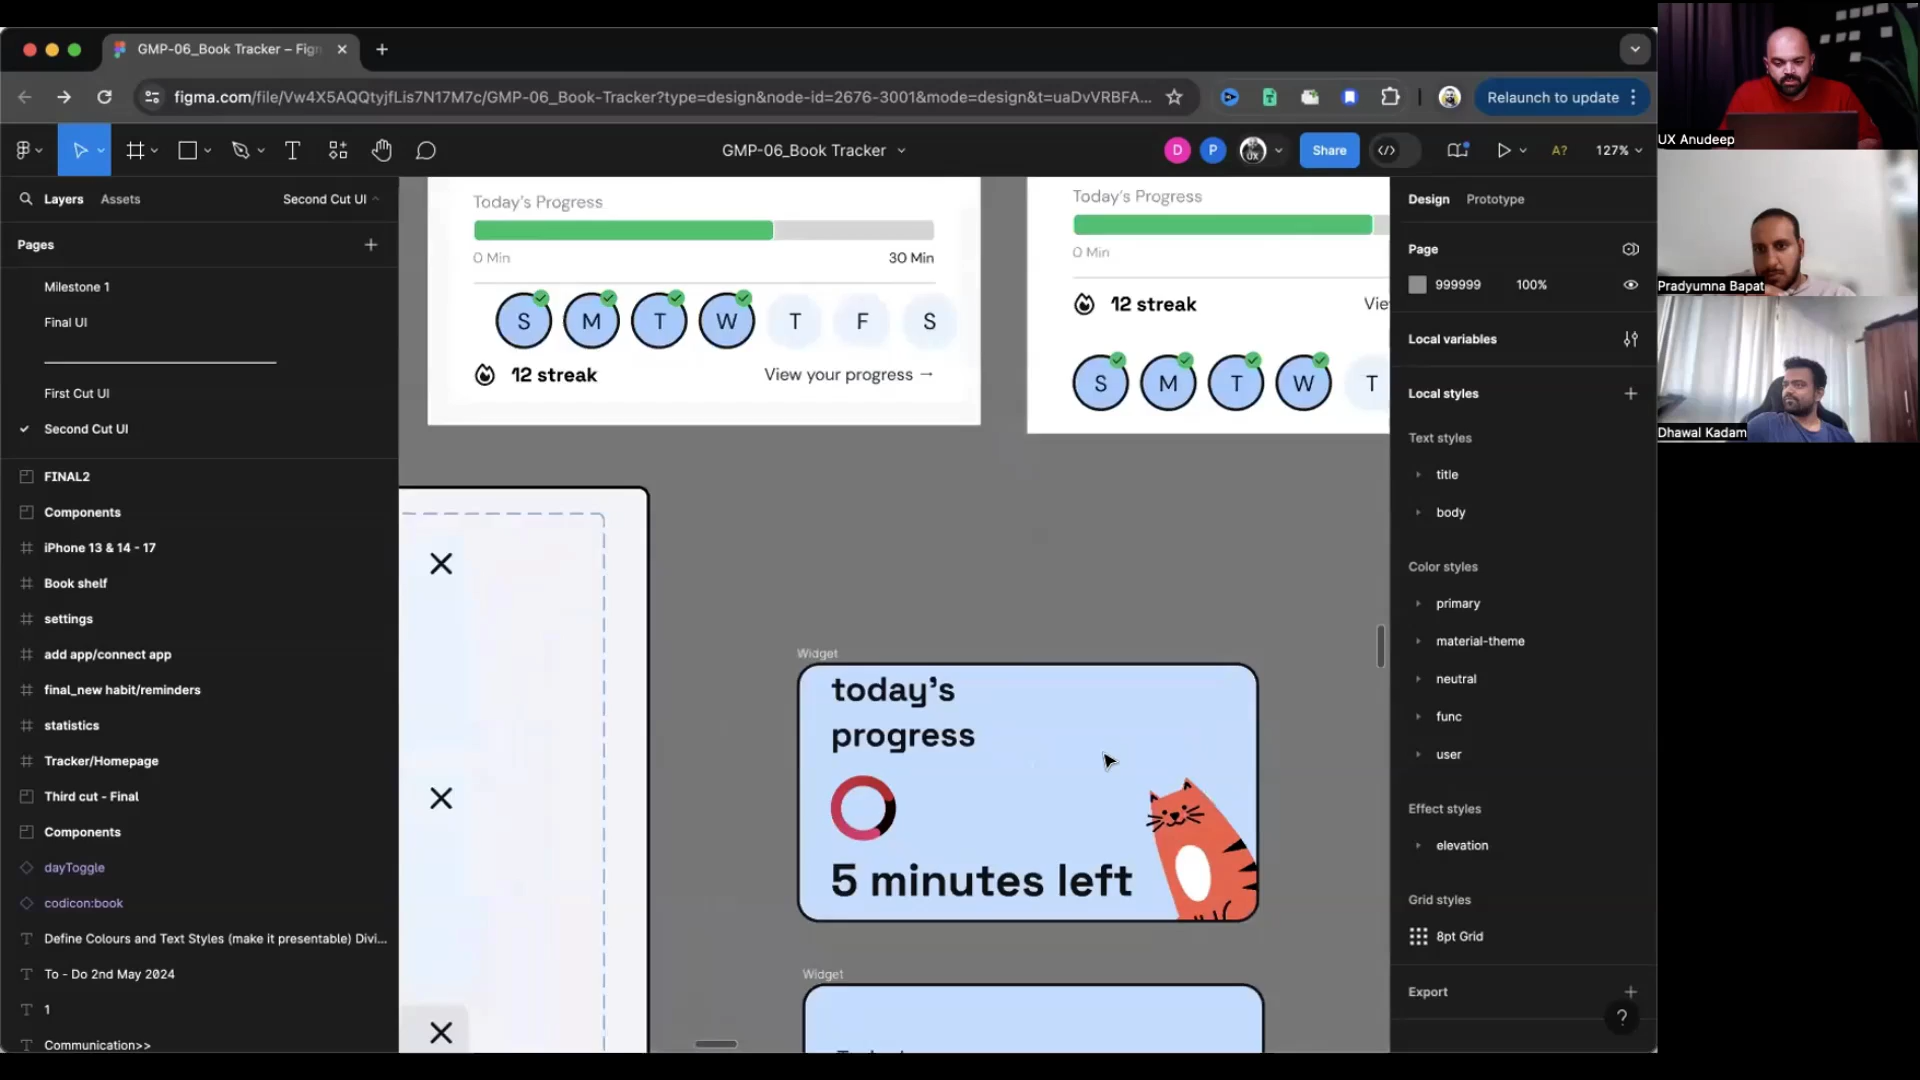 GMP-06_Book Tracker – Figm
figma.com/file/Vw4X5AQQtyjfLis7N17M7c/GMP-06_Book-Tracker?type=design&node-id=2676-3001&mode=design&t=uaDvVRBFA...
Relaunch to update
GMP-06_Book Tracker
D
P
UX
Share
A?
127%
Layers
Assets
Second Cut UI
Pages
Milestone 1
Final UI
First Cut UI
Second Cut UI
FINAL2
Components
iPhone 13 & 14 - 17
Book shelf
settings
add app/connect app
final_new habit/reminders
statistics
Tracker/Homepage
Third cut - Final
Components
dayToggle
codicon:book
Define Colours and Text Styles (make it presentable) Divi...
To - Do 2nd May 2024
1
Communication>>
Today's Progress
0 Min
30 Min
S M T W T F S
12 streak
View your progress →
Today's Progress
0 Min
12 streak
Vie
S M T W T
Widget
today's
progress
5 minutes left
Widget
Design
Prototype
Page
999999
100%
Local variables
Local styles
Text styles
title
body
Color styles
primary
material-theme
neutral
func
user
Effect styles
elevation
Grid styles
8pt Grid
Export
?
UX Anudeep
Pradyumna Bapat
Dhawal Kadam